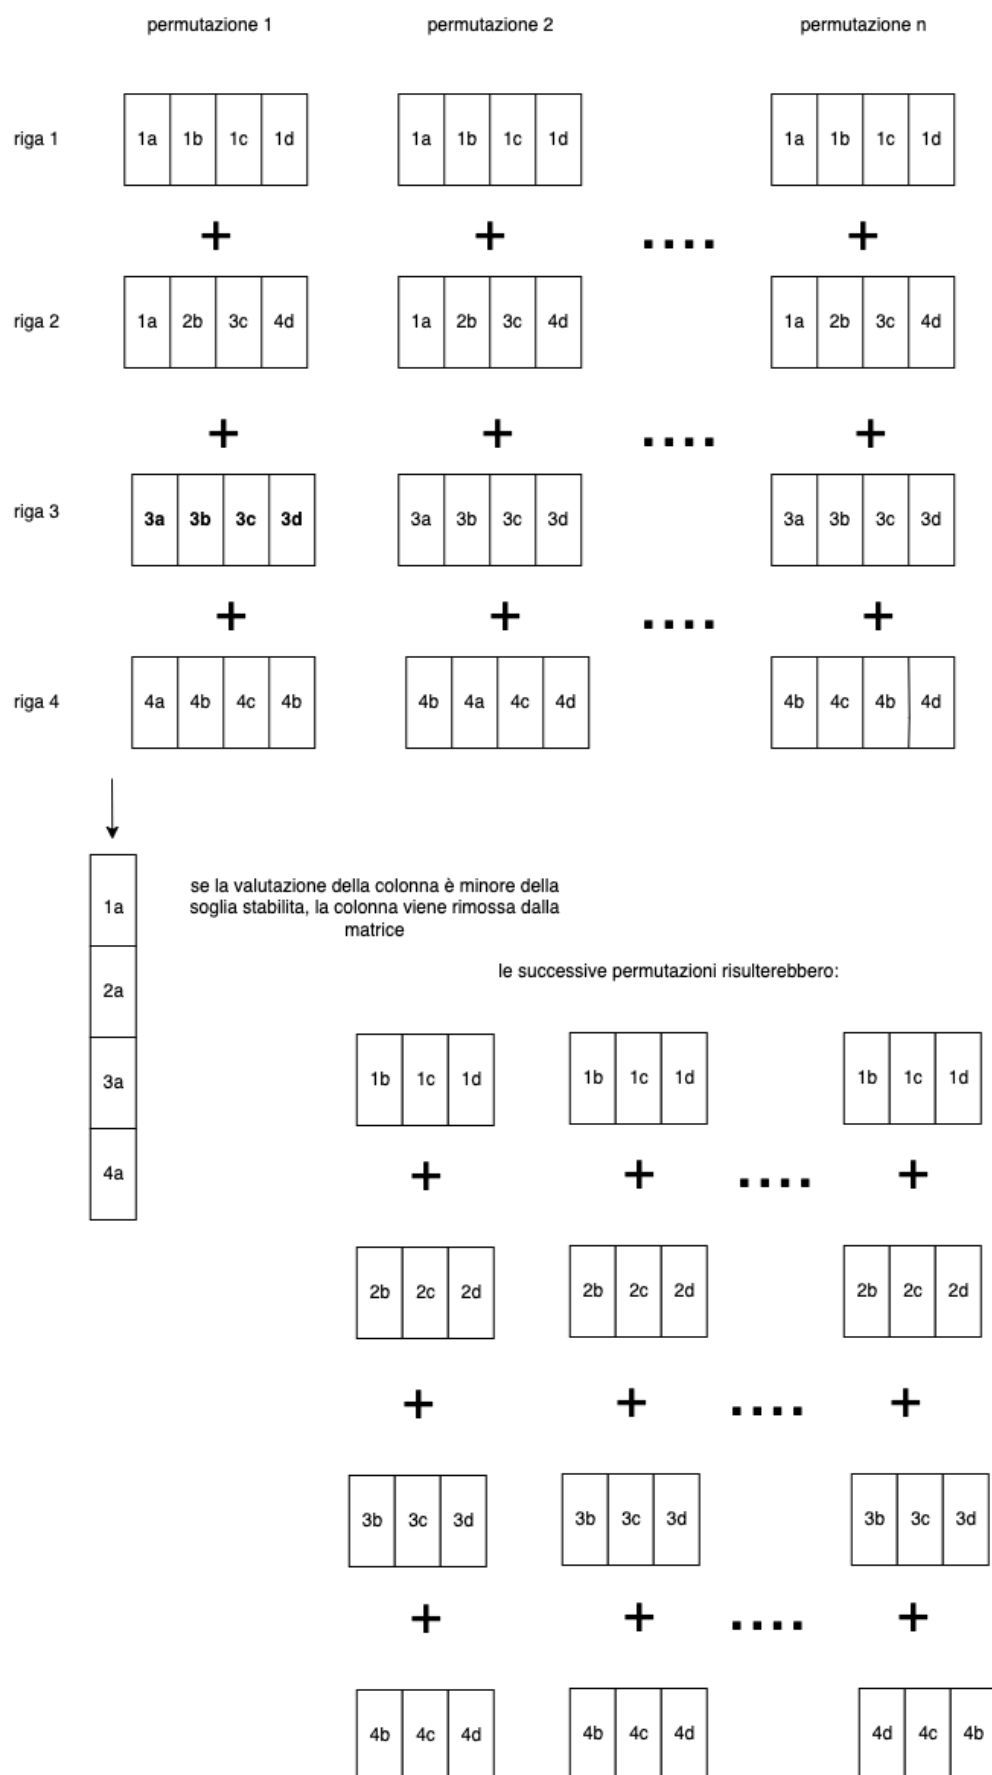 permutazione 1 permutazione 2 permutazione n
riga 1 1a 1b 1c 1d 1a 1b 1c 1d 1a 1b 1c 1d
+ + .... +
riga 2 1a 2b 3c 4d 1a 2b 3c 4d 1a 2b 3c 4d
+ + .... +
riga 3 3a 3b 3c 3d 3a 3b 3c 3d 3a 3b 3c 3d
+ + .... +
riga 4 4a 4b 4c 4b 4b 4a 4c 4d 4b 4c 4b 4d
1a
2a
3a
4a
se la valutazione della colonna è minore della
soglia stabilita, la colonna viene rimossa dalla
matrice
le successive permutazioni risulterebbero:
1b 1c 1d 1b 1c 1d 1b 1c 1d
+ + .... +
2b 2c 2d 2b 2c 2d 2b 2c 2d
+ + .... +
3b 3c 3d 3b 3c 3d 3b 3c 3d
+ + .... +
4b 4c 4d 4b 4c 4d 4d 4c 4b